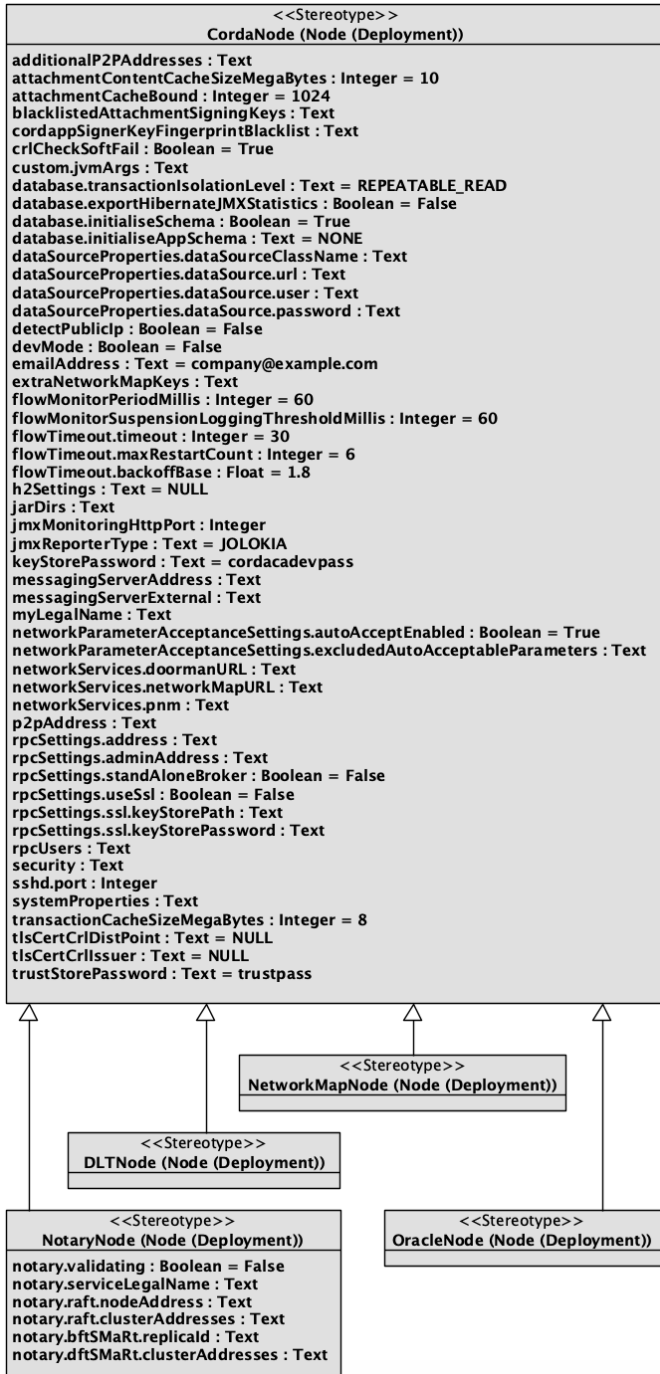 <<Stereotype>>
CordaNode (Node (Deployment))
additionalP2PAddresses : Text
attachmentContentCacheSizeMegaBytes : Integer = 10
attachmentCacheBound : Integer = 1024
blacklistedAttachmentSigningKeys : Text
cordappSignerKeyFingerprintBlacklist : Text
crlCheckSoftFail : Boolean = True
custom.jvmArgs : Text
database.transactionIsolationLevel : Text = REPEATABLE_READ
database.exportHibernateJMXStatistics : Boolean = False
database.initialiseSchema : Boolean = True
database.initialiseAppSchema : Text = NONE
dataSourceProperties.dataSourceClassName : Text
dataSourceProperties.dataSource.url : Text
dataSourceProperties.dataSource.user : Text
dataSourceProperties.dataSource.password : Text
detectPublicIp : Boolean = False
devMode : Boolean = False
emailAddress : Text = company@example.com
extraNetworkMapKeys : Text
flowMonitorPeriodMillis : Integer = 60
flowMonitorSuspensionLoggingThresholdMillis : Integer = 60
flowTimeout.timeout : Integer = 30
flowTimeout.maxRestartCount : Integer = 6
flowTimeout.backoffBase : Float = 1.8
h2Settings : Text = NULL
jarDirs : Text
jmxMonitoringHttpPort : Integer
jmxReporterType : Text = JOLOKIA
keyStorePassword : Text = cordacadevpass
messagingServerAddress : Text
messagingServerExternal : Text
myLegalName : Text
networkParameterAcceptanceSettings.autoAcceptEnabled : Boolean = True
networkParameterAcceptanceSettings.excludedAutoAcceptableParameters : Text
networkServices.doormanURL : Text
networkServices.networkMapURL : Text
networkServices.pnm : Text
p2pAddress : Text
rpcSettings.address : Text
rpcSettings.adminAddress : Text
rpcSettings.standAloneBroker : Boolean = False
rpcSettings.useSsl : Boolean = False
rpcSettings.ssl.keyStorePath : Text
rpcSettings.ssl.keyStorePassword : Text
rpcUsers : Text
security : Text
sshd.port : Integer
systemProperties : Text
transactionCacheSizeMegaBytes : Integer = 8
tlsCertCrlDistPoint : Text = NULL
tlsCertCrlIssuer : Text = NULL
trustStorePassword : Text = trustpass
<<Stereotype>>
NetworkMapNode (Node (Deployment))
<<Stereotype>>
DLTNode (Node (Deployment))
<<Stereotype>>
NotaryNode (Node (Deployment))
notary.validating : Boolean = False
notary.serviceLegalName : Text
notary.raft.nodeAddress : Text
notary.raft.clusterAddresses : Text
notary.bftSMaRt.replicaId : Text
notary.dftSMaRt.clusterAddresses : Text
<<Stereotype>>
OracleNode (Node (Deployment))